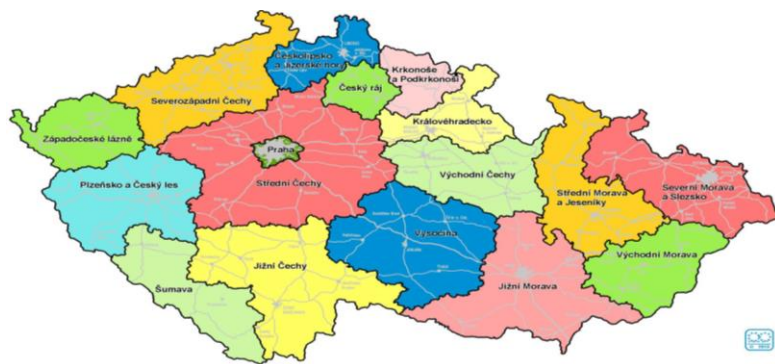 Českolipsko
a Jizerské hory
Krkonoše
a Podkrkonoší
Český ráj
Severozápadní Čechy
Královéhradecko
Západočeské lázně
Praha
Plzeňsko a Český les
Střední Čechy
Východní Čechy
Střední Morava
a Jeseníky
Severní Morava
a Slezsko
Vysočina
Jižní Čechy
Východní Morava
Šumava
Jižní Morava